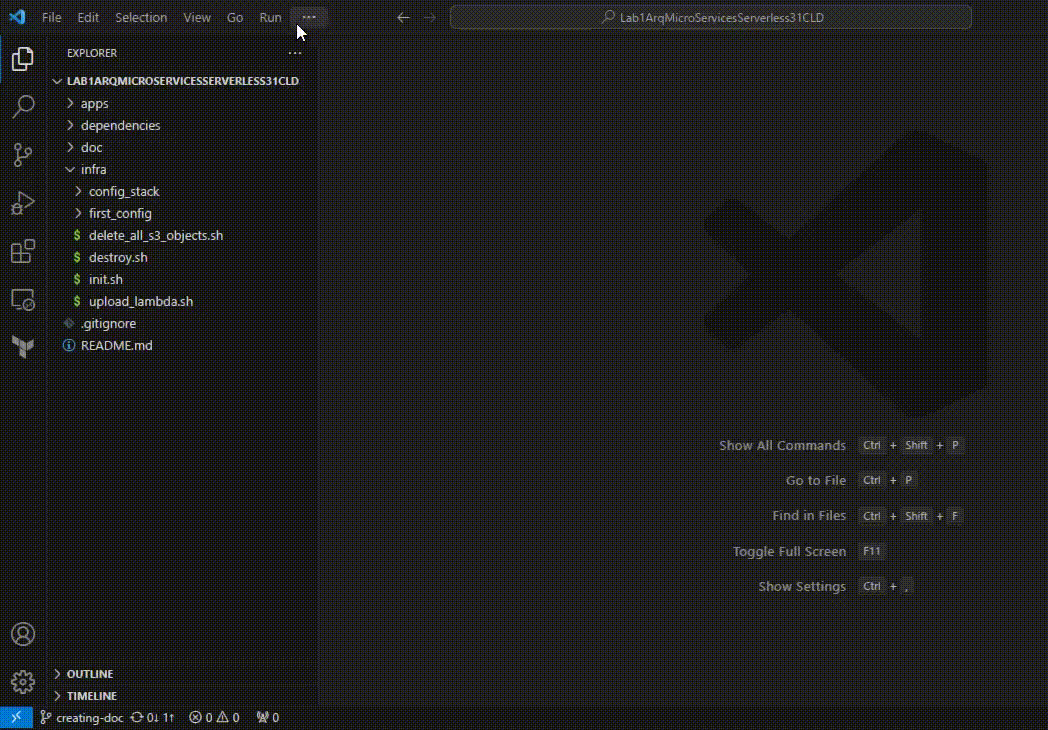 File Edit Selection View Go Run ···
Lab1ArqMicroServicesServerless31CLD
EXPLORER ···
LAB1ARQMICROSERVICESSERVERLESS31CLD
apps
dependencies
doc
infra
config_stack
first_config
$ delete_all_s3_objects.sh
$ destroy.sh
$ init.sh
$ upload_lambda.sh
.gitignore
README.md
Show All Commands Ctrl + Shift + P
Go to File Ctrl + P
Find in Files Ctrl + Shift + F
Toggle Full Screen F11
Show Settings Ctrl + ,
OUTLINE
TIMELINE
creating-doc 0↓ 1↑ 0 0 0